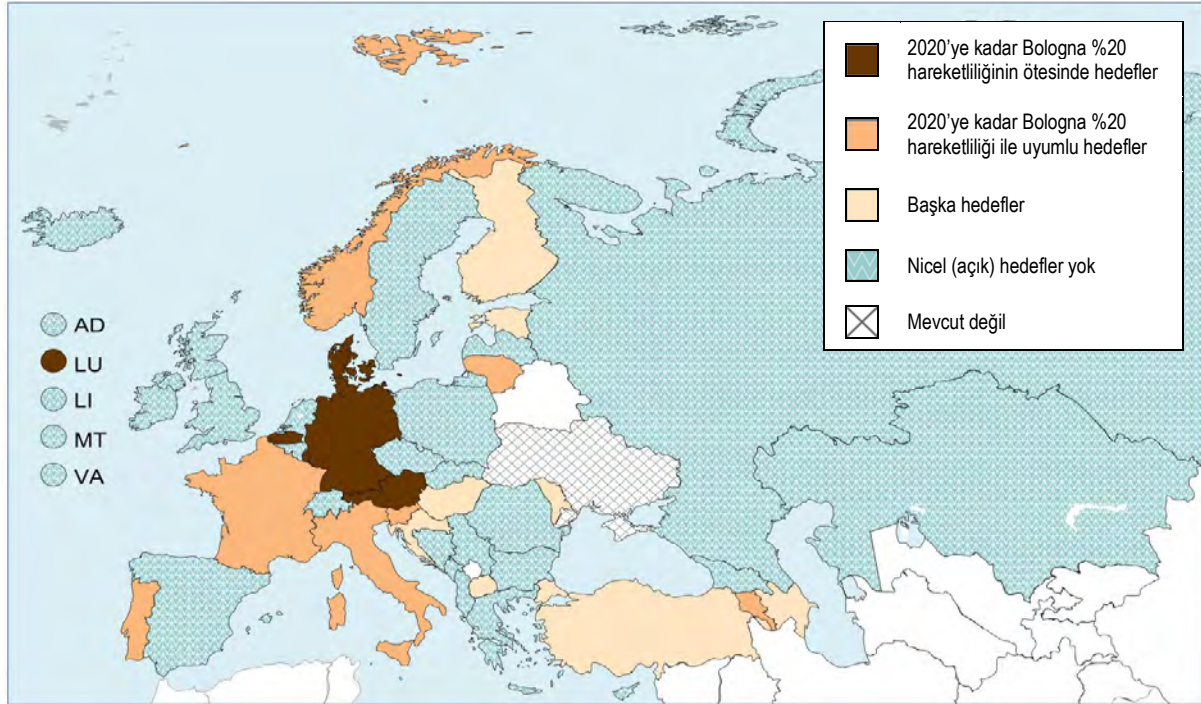 2020'ye kadar Bologna %20
hareketliliğinin ötesinde hedefler
2020'ye kadar Bologna %20
hareketliliği ile uyumlu hedefler
Başka hedefler
Nicel (açık) hedefler yok
Mevcut değil
AD
LU
LI
MT
VA